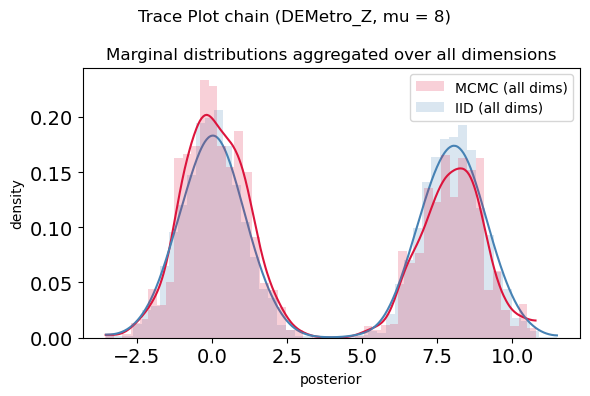 Trace Plot chain (DEMetro_Z, mu = 8)
Marginal distributions aggregated over all dimensions
MCMC (all dims)
IID (all dims)
density
0.20
0.15
0.10
0.05
0.00
−2.5 0.0 2.5 5.0 7.5 10.0
posterior